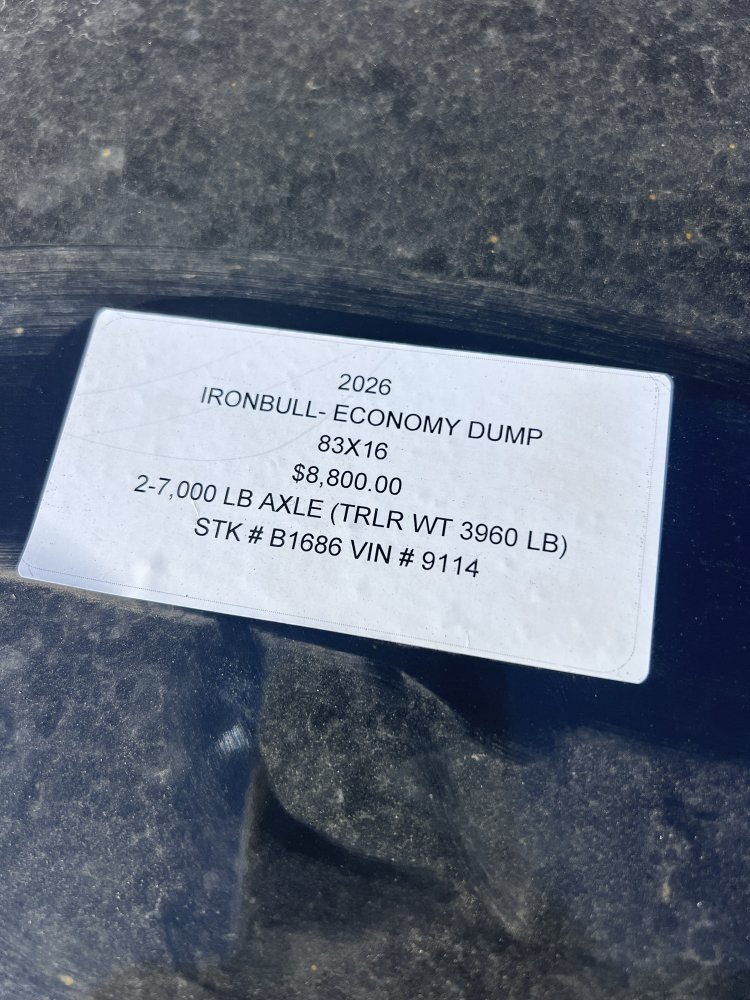 2026
IRONBULL- ECONOMY DUMP
83X16
$8,800.00
2-7,000 LB AXLE (TRLR WT 3960 LB)
STK # B1686 VIN # 9114